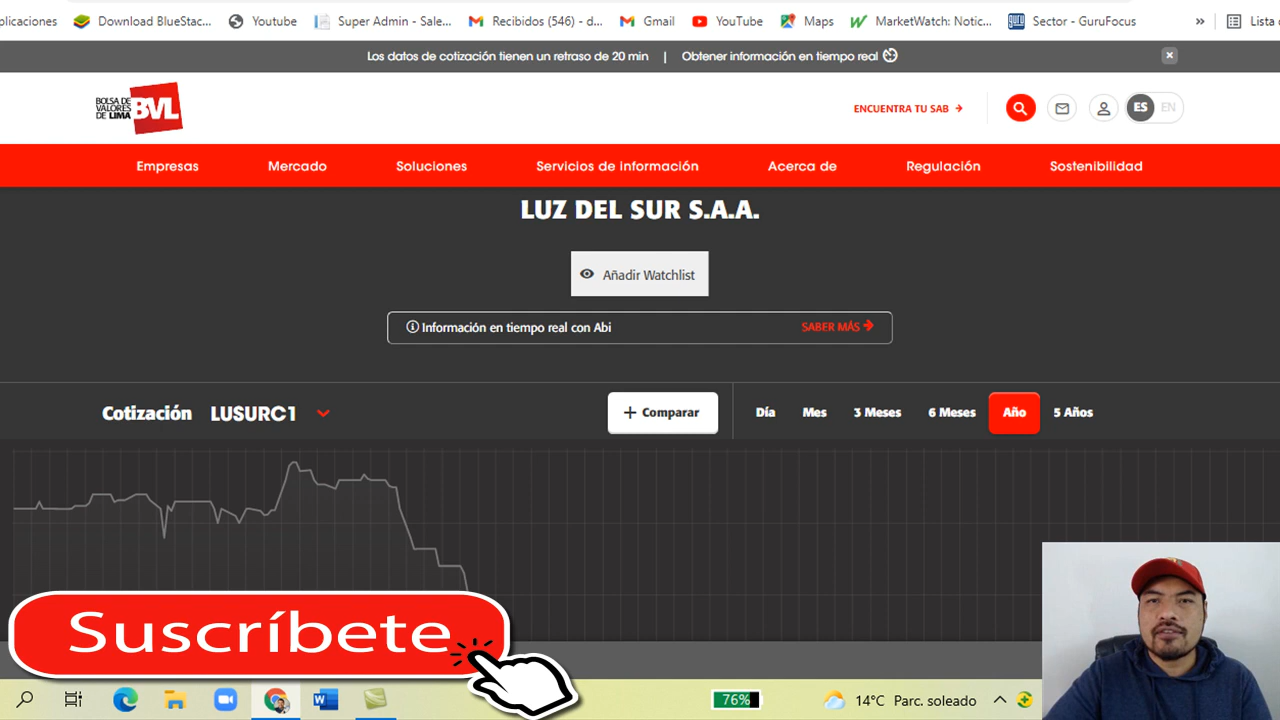 plicaciones Download BlueStac... Youtube Super Admin - Sale... Recibidos (546) - d... Gmail YouTube Maps MarketWatch: Notic... Sector - GuruFocus » Lista
Los datos de cotización tienen un retraso de 20 min | Obtener información en tiempo real
BOLSA DE
VALORES
DE LIMA
BVL
ENCUENTRA TU SAB
ES EN
Empresas Mercado Soluciones Servicios de información Acerca de Regulación Sostenibilidad
LUZ DEL SUR S.A.A.
Añadir Watchlist
Información en tiempo real con Abi SABER MÁS
Cotización LUSURC1 + Comparar Día Mes 3 Meses 6 Meses Año 5 Años
Suscríbete
76% 14°C Parc. soleado